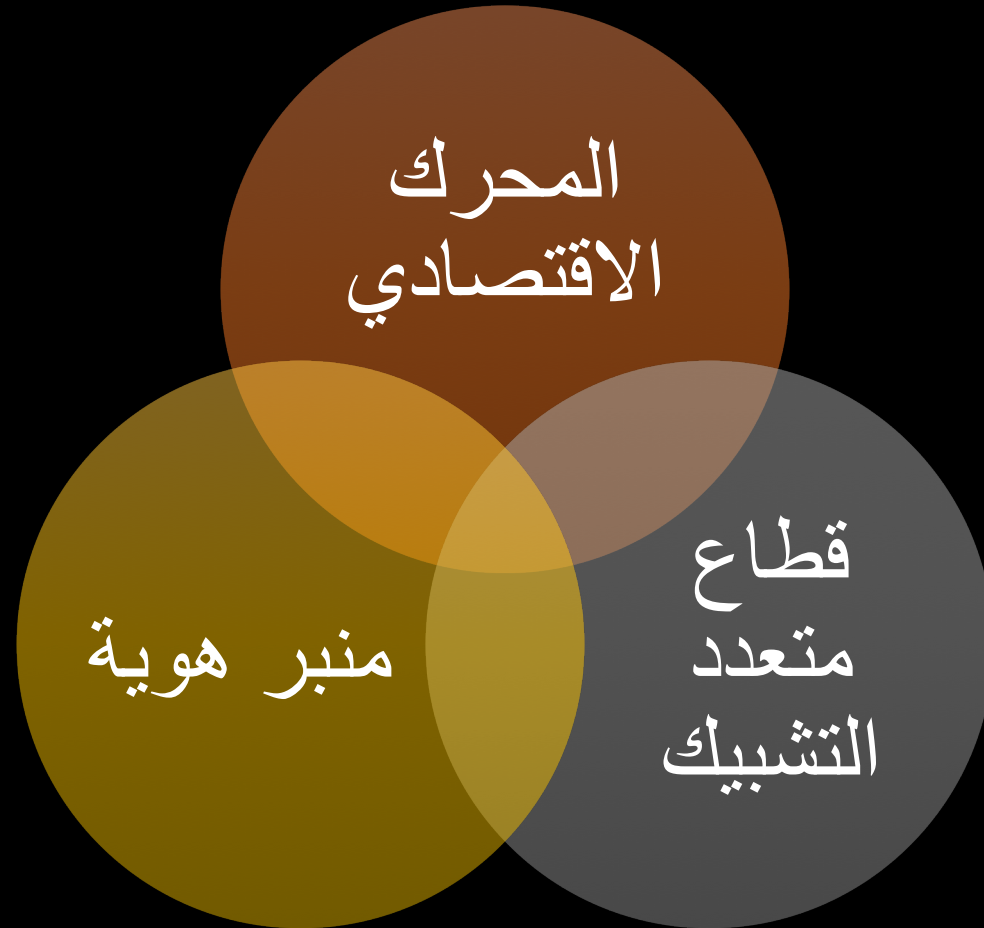 المحرك
الاقتصادي
قطاع
متعدد
التشبيك
منبر هوية